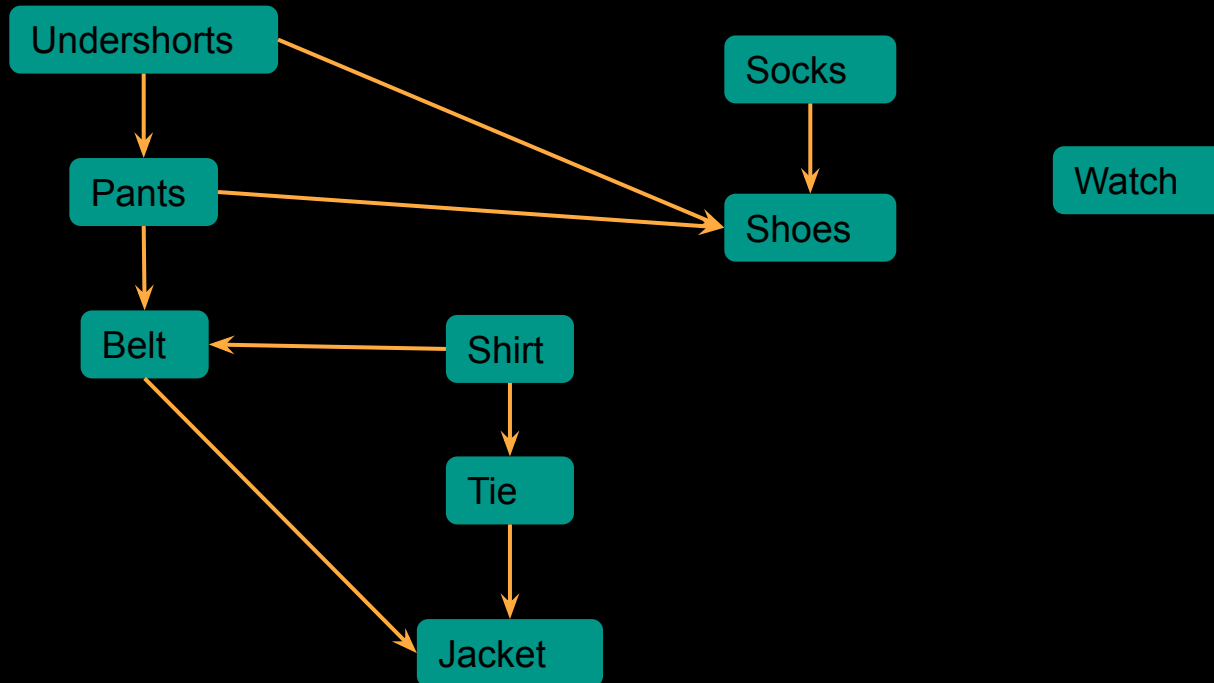 Undershorts
Socks
Watch
Pants
Shoes
Belt
Shirt
Tie
Jacket